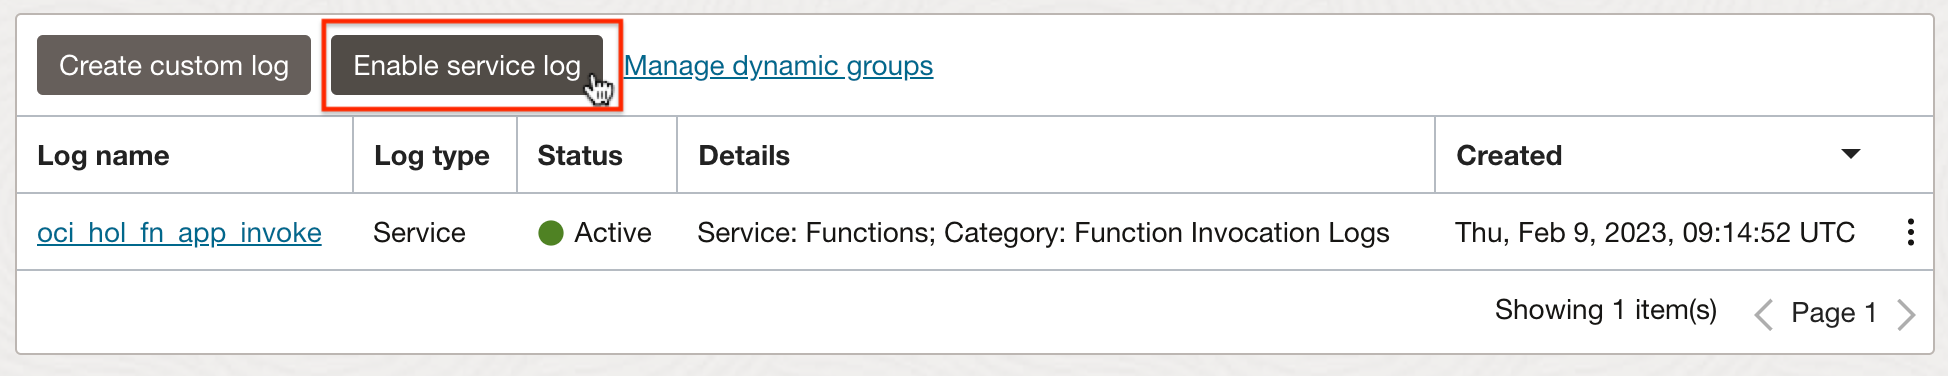 Create custom log Enable service log Manage dynamic groups
Log name Log type Status Details Created
oci_hol_fn_app_invoke Service Active Service: Functions; Category: Function Invocation Logs Thu, Feb 9, 2023, 09:14:52 UTC
Showing 1 item(s) Page 1